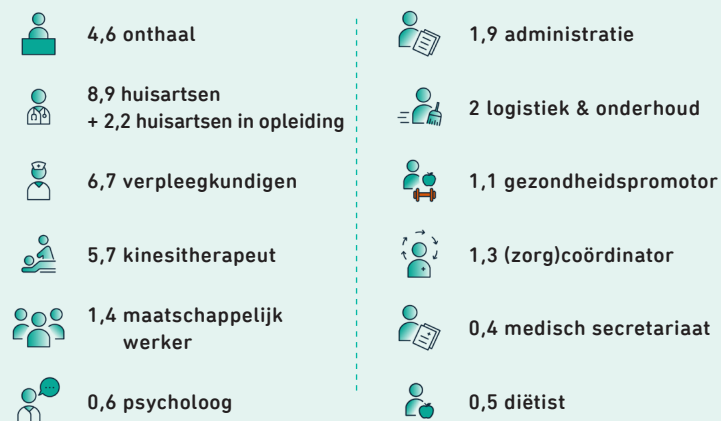 4,6 onthaal
8,9 huisartsen
+ 2,2 huisartsen in opleiding
6,7 verpleegkundigen
5,7 kinesitherapeut
1,4 maatschappelijk
werker
0,6 psycholoog
1,9 administratie
2 logistiek & onderhoud
1,1 gezondheidspromotor
1,3 (zorg)coördinator
0,4 medisch secretariaat
0,5 diëtist